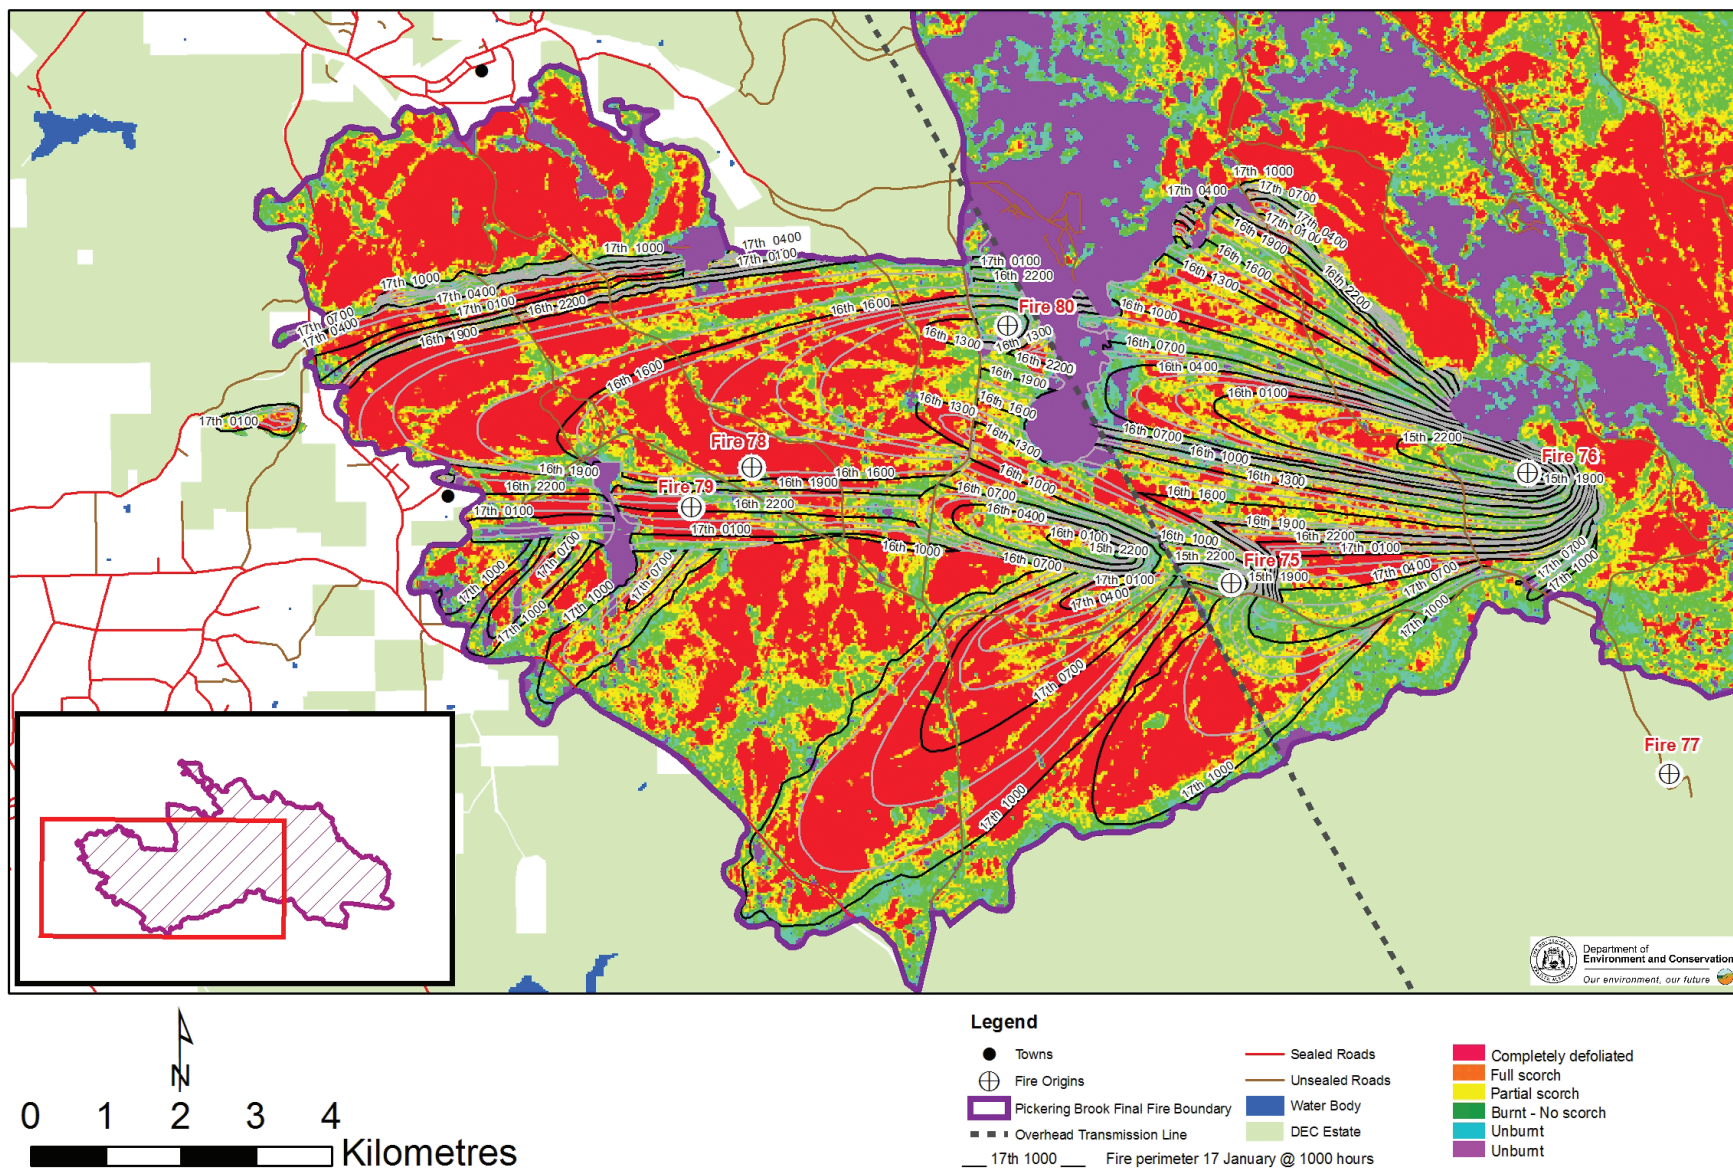 17th 1000
17th 0400
17th 0700
17th 0100
17th 0400
16th 1900
16th 1600
16th 1300
16th 2200
17th 1000
17th 0400
17th 0100
17th 1000
17th 0400
17th 0100
16th 2200
17th 0700
17th 0400
16th 1900
16th 1600
17th 0100
16th 2200
Fire 80
16th 1300
16th 1300
16th 1000
16th 0700
16th 2200
16th 0400
16th 1900
16th 0100
16th 1600
16th 1600
16th 1300
16th 1300
17th 0100
Fire 78
16th 0700
15th 2200
16th 1000
Fire 76
16th 1300
15th 1900
16th 1900
16th 1600
16th 1000
16th 2200
Fire 79
16th 1900
16th 0700
16th 1600
17th 0100
16th 2200
16th 0400
16th 1900
17th 0100
16th 0100
16th 1000
16th 2200
16th 1000
15th 2200
15th 2200
17th 0100
17th 0700
17th 0700
16th 0700
Fire 75
15th 1900
17th 0400
17th 0700
17th 0700
17th 1000
17th 1000
17th 0100
17th 0400
17th 1000
17th 1000
17th 1000
17th 0700
17th 1000
17th 1000
Fire 77
Department of
Environment and Conservation
Our environment, our future
Legend
Towns
Fire Origins
Pickering Brook Final Fire Boundary
Overhead Transmission Line
17th 1000 Fire perimeter 17 January @ 1000 hours
Sealed Roads
Unsealed Roads
Water Body
DEC Estate
Completely defoliated
Full scorch
Partial scorch
Burnt - No scorch
Unburnt
Unburnt
N
0 1 2 3 4
Kilometres